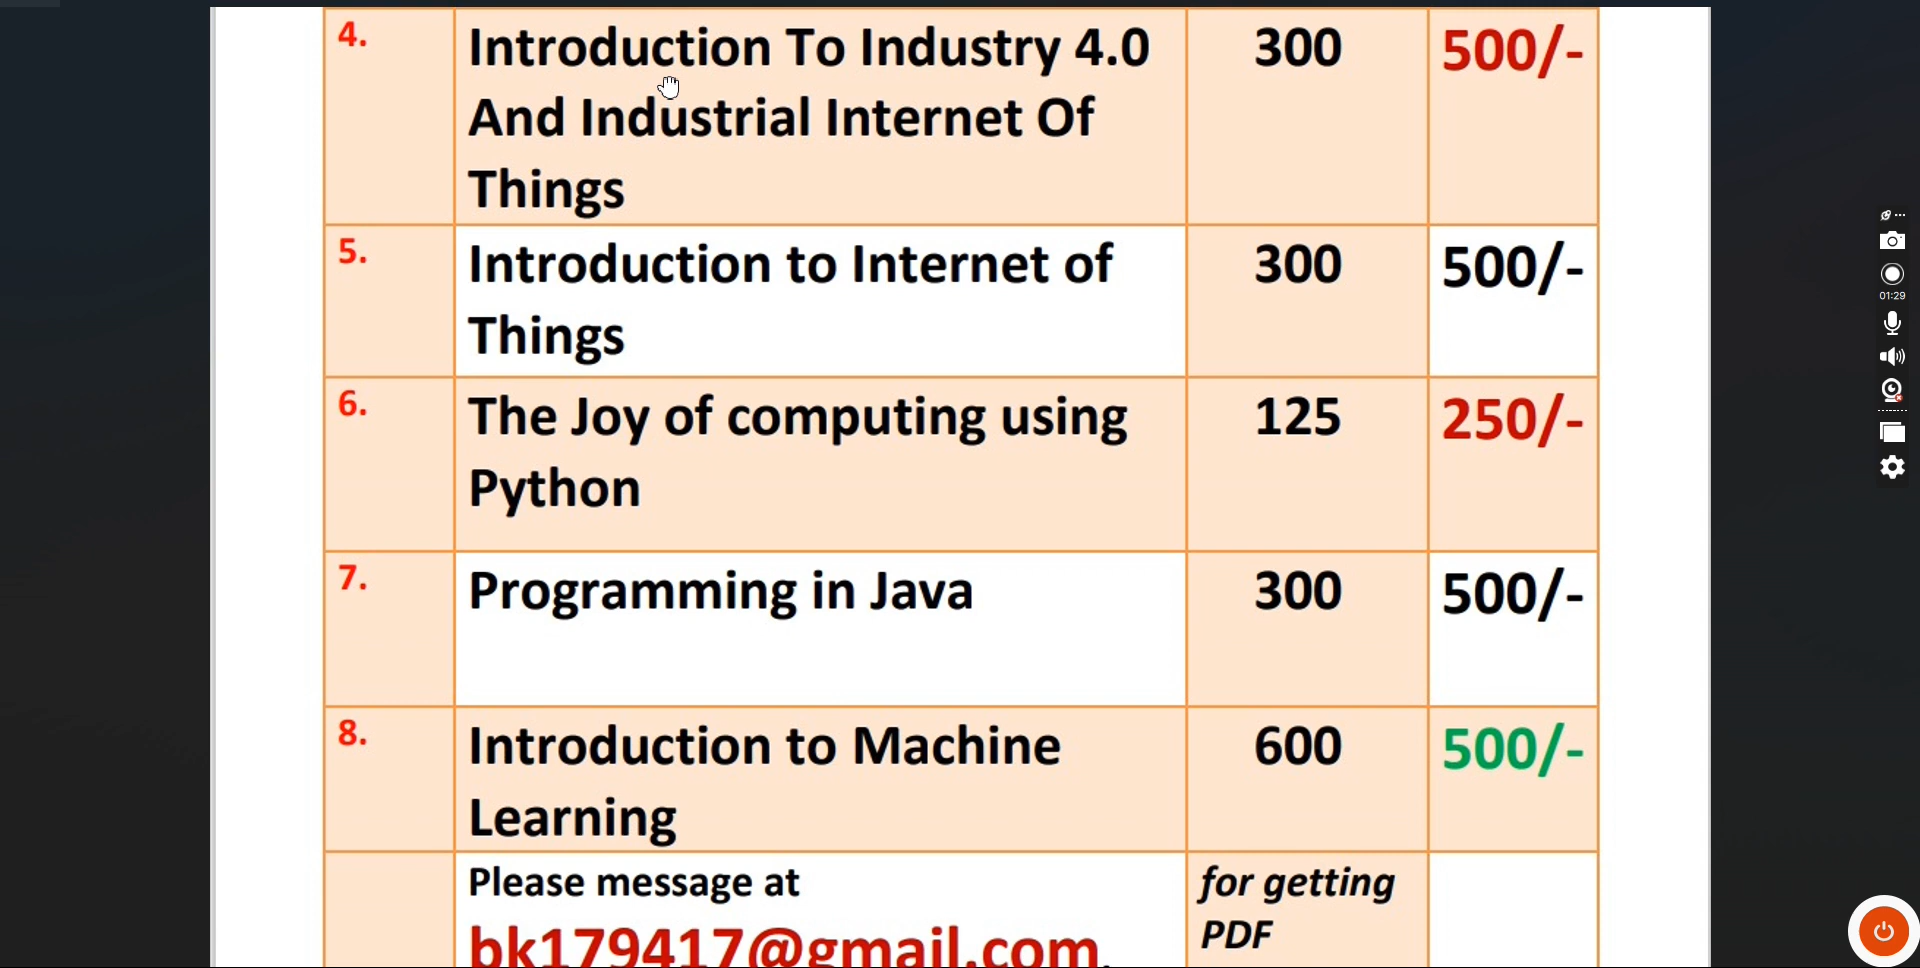 4.
Introduction To Industry 4.0
And Industrial Internet Of
Things
300
500/-
5.
Introduction to Internet of
Things
300
500/-
6.
The Joy of computing using
Python
125
250/-
7.
Programming in Java
300
500/-
8.
Introduction to Machine
Learning
600
500/-
Please message at
bk179417@gmail.com.
for getting
PDF
01:29